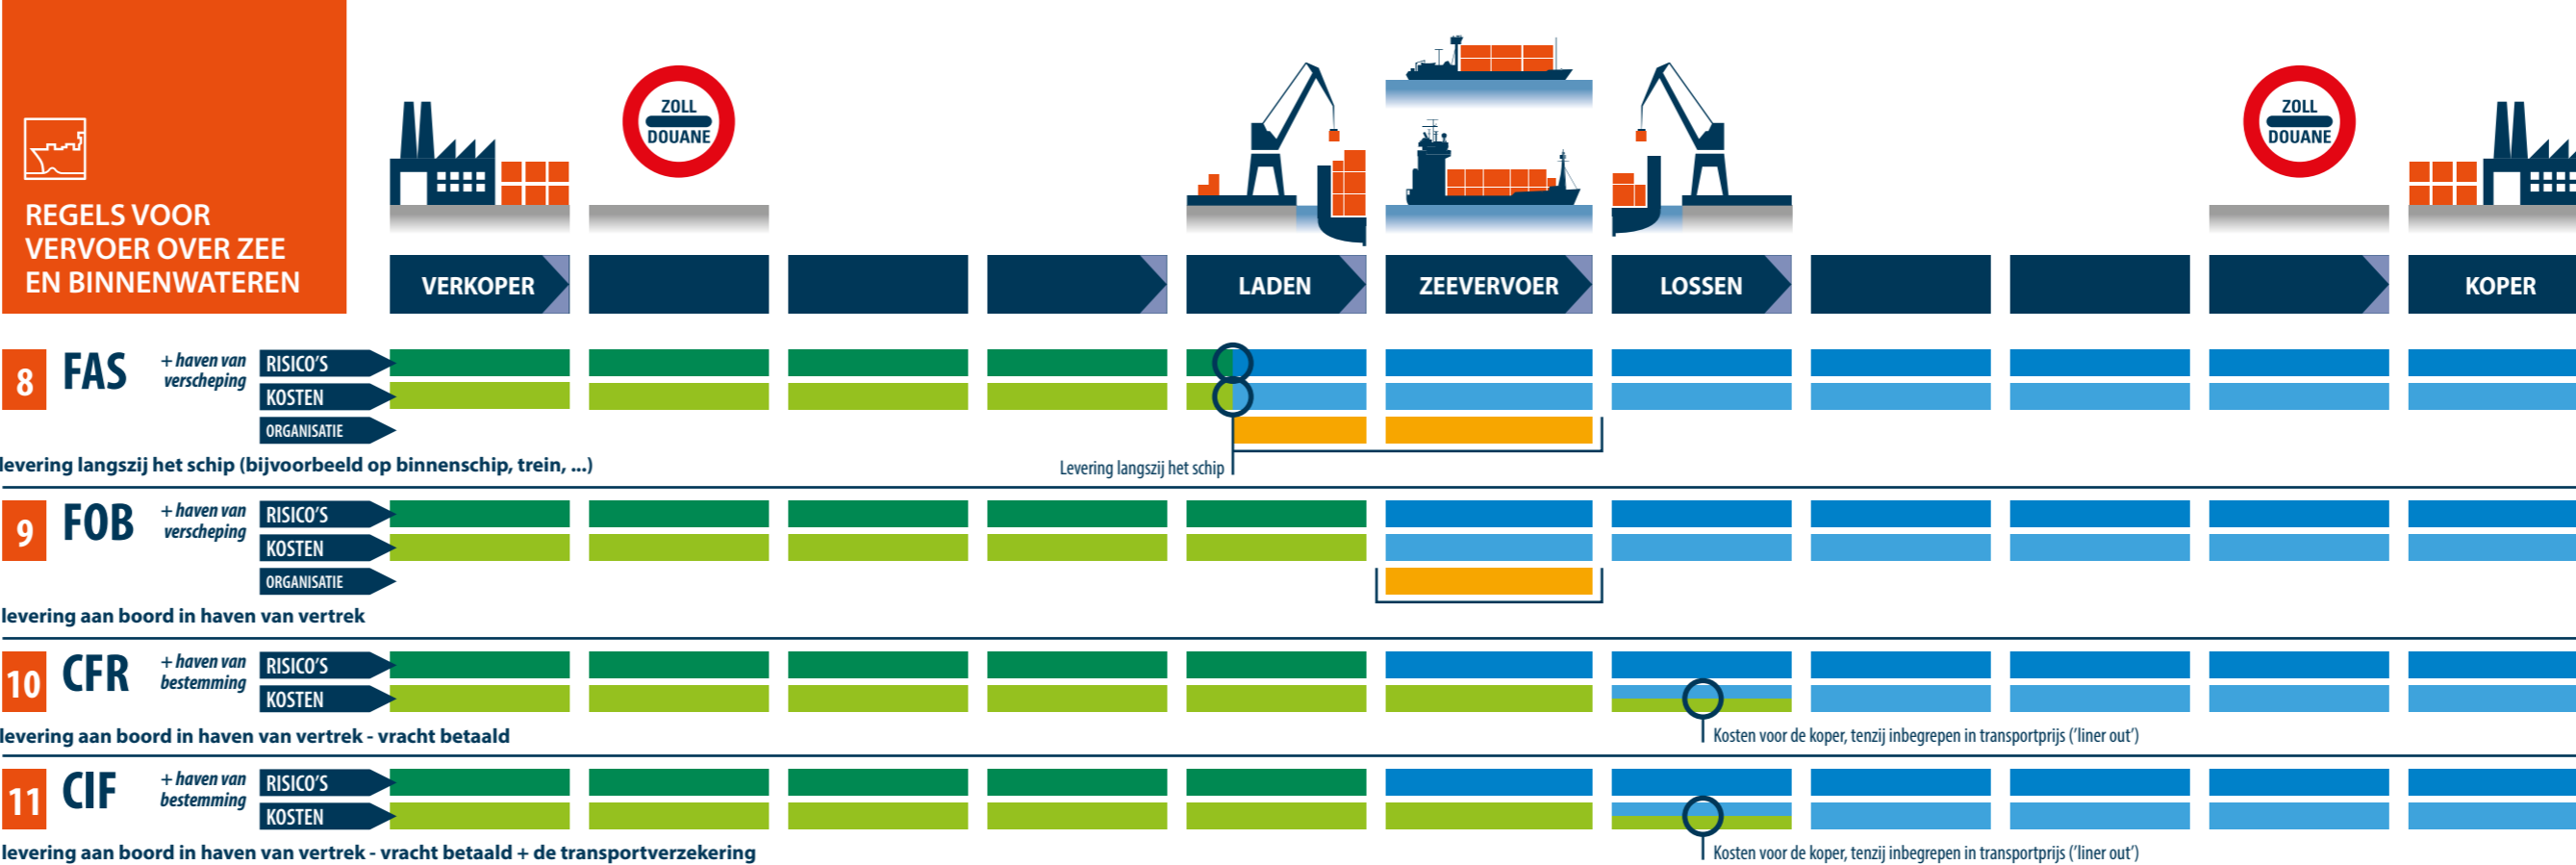 ZOLL
DOUANE
ZOLL
DOUANE
REGELS VOOR
VERVOER OVER ZEE
EN BINNENWATEREN
VERKOPER
LADEN
ZEEVERVOER
LOSSEN
KOPER
8
FAS
+ haven van
verscheping
RISICO'S
KOSTEN
ORGANISATIE
levering langszij het schip (bijvoorbeeld op binnenschip, trein, ...)
Levering langszij het schip
9
FOB
+ haven van
verscheping
RISICO'S
KOSTEN
ORGANISATIE
levering aan boord in haven van vertrek
10
CFR
+ haven van
bestemming
RISICO'S
KOSTEN
levering aan boord in haven van vertrek - vracht betaald
Kosten voor de koper, tenzij inbegrepen in transportprijs ('liner out')
11
CIF
+ haven van
bestemming
RISICO'S
KOSTEN
levering aan boord in haven van vertrek - vracht betaald + de transportverzekering
Kosten voor de koper, tenzij inbegrepen in transportprijs ('liner out')